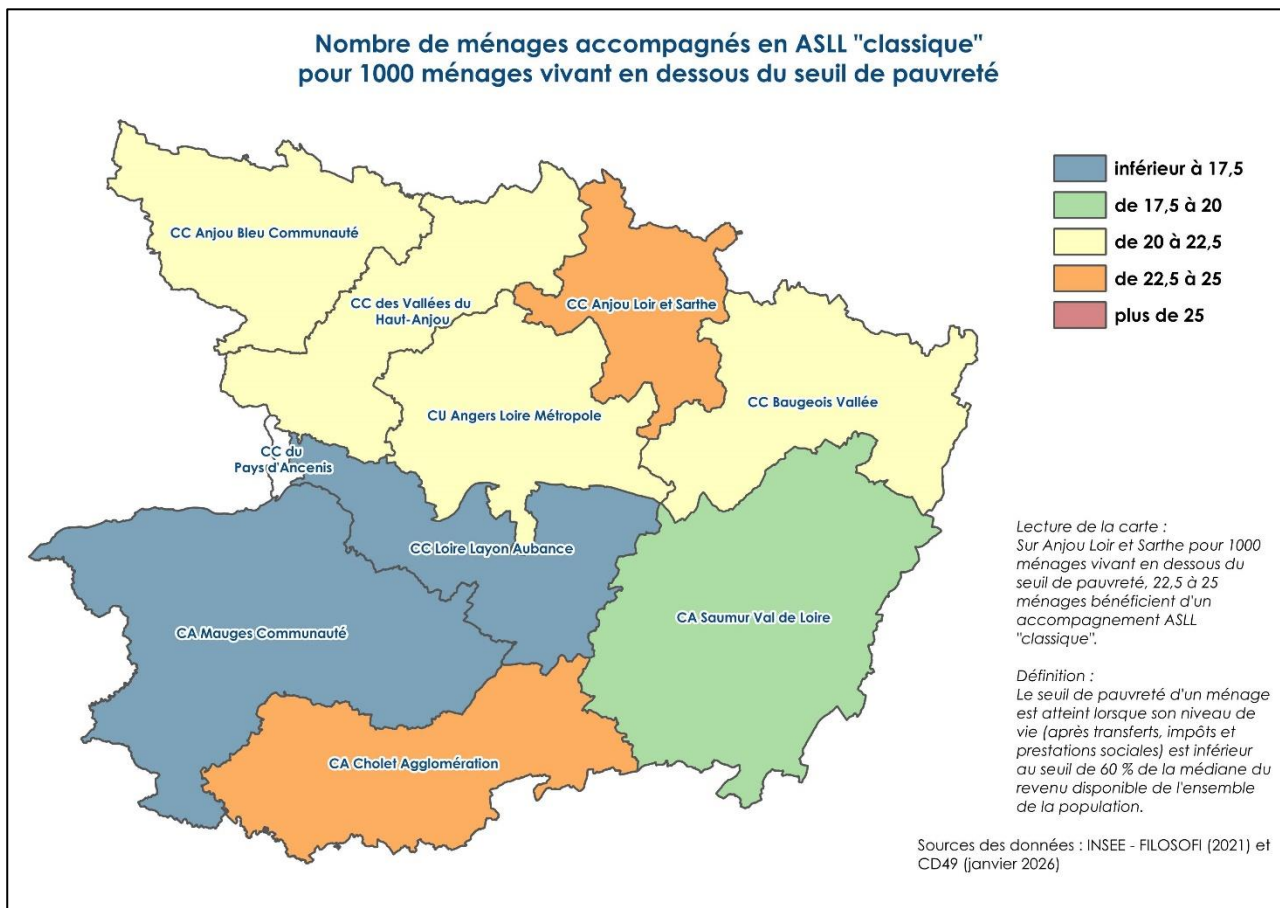 Nombre de ménages accompagnés en ASLL "classique"
pour 1000 ménages vivant en dessous du seuil de pauvreté
inférieur à 17,5
de 17,5 à 20
de 20 à 22,5
de 22,5 à 25
plus de 25
CC Anjou Bleu Communauté
CC des Vallées du
Haut-Anjou
CC Anjou Loir et Sarthe
CC Baugeois Vallée
CU Angers Loire Métropole
CC du
Pays d'Ancenis
CC Loire Layon Aubance
CA Mauges Communauté
CA Saumur Val de Loire
CA Cholet Agglomération
Lecture de la carte :
Sur Anjou Loir et Sarthe pour 1000
ménages vivant en dessous du
seuil de pauvreté, 22,5 à 25
ménages bénéficient d'un
accompagnement ASLL
"classique".
Définition :
Le seuil de pauvreté d'un ménage
est atteint lorsque son niveau de
vie (après transferts, impôts et
prestations sociales) est inférieur
au seuil de 60 % de la médiane du
revenu disponible de l'ensemble
de la population.
Sources des données : INSEE - FILOSOFI (2021) et
CD49 (janvier 2026)